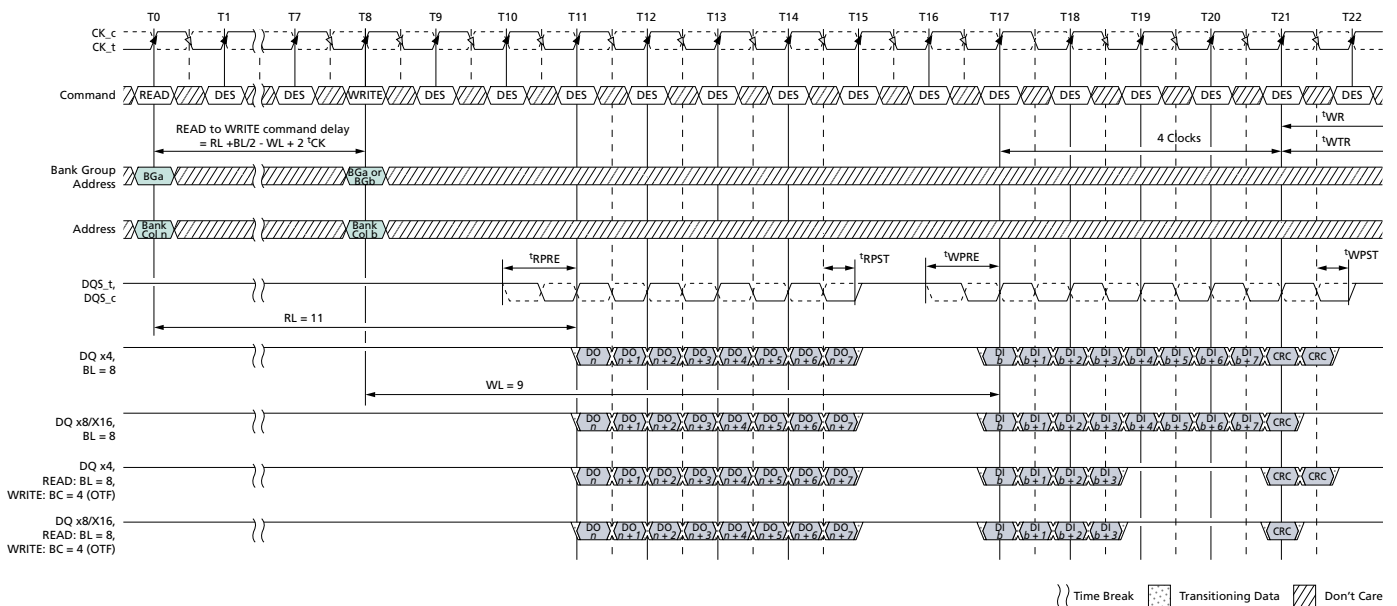 T0 T1 T7 T8 T9 T10 T11 T12 T13 T14 T15 T16 T17 T18 T19 T20 T21 T22
CK_c
CK_t
Command READ DES DES WRITE DES DES DES DES DES DES DES DES DES DES DES DES DES DES
READ to WRITE command delay
= RL +BL/2 - WL + 2 tCK
4 Clocks
tWR
tWTR
Bank Group
Address
BGa
BGa or
BGb
Address
Bank
Col n
Bank
Col b
tRPRE tRPST tWPRE tWPST
DQS_t,
DQS_c
RL = 11
DQ x4,
BL = 8
DO n DO n + 1 DO n + 2 DO n + 3 DO n + 4 DO n + 5 DO n + 6 DO n + 7 DI b DI b + 1 DI b + 2 DI b + 3 DI b + 4 DI b + 5 DI b + 6 DI b + 7 CRC CRC
WL = 9
DQ x8/X16,
BL = 8
DO n DO n + 1 DO n + 2 DO n + 3 DO n + 4 DO n + 5 DO n + 6 DO n + 7 DI b DI b + 1 DI b + 2 DI b + 3 DI b + 4 DI b + 5 DI b + 6 DI b + 7 CRC
DQ x4,
READ: BL = 8,
WRITE: BC = 4 (OTF)
DO n DO n + 1 DO n + 2 DO n + 3 DO n + 4 DO n + 5 DO n + 6 DO n + 7 DI b DI b + 1 DI b + 2 DI b + 3 CRC CRC
DQ x8/X16,
READ: BL = 8,
WRITE: BC = 4 (OTF)
DO n DO n + 1 DO n + 2 DO n + 3 DO n + 4 DO n + 5 DO n + 6 DO n + 7 DI b DI b + 1 DI b + 2 DI b + 3 CRC
Time Break Transitioning Data Don't Care